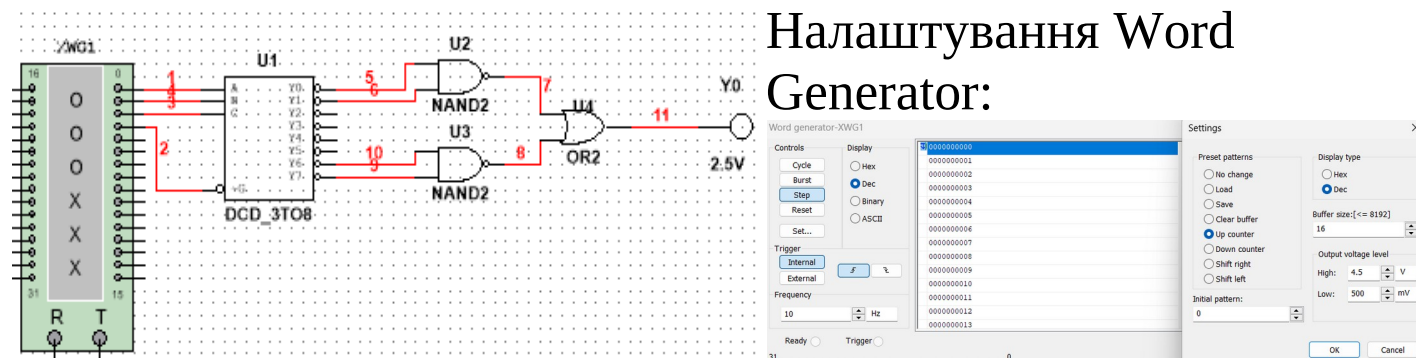 XWG1
16
0
31
15
O
O
O
X
X
X
R
T
1
4
3
2
U1
A
B
C
Y0
Y1
Y2
Y3
Y4
Y5
Y6
Y7
~G
DCD_3TO8
5
6
10
9
U2
NAND2
U3
NAND2
7
8
U4
OR2
11
Y0
2.5V
Налаштування Word
Generator:
Word generator-XWG1
Controls
Cycle
Burst
Step
Reset
Set...
Display
Hex
Dec
Binary
ASCII
Trigger
Internal
External
Frequency
10
Hz
Ready
Trigger
31
0
0000000000
0000000001
0000000002
0000000003
0000000004
0000000005
0000000006
0000000007
0000000008
0000000009
0000000010
0000000011
0000000012
0000000013
Settings
Preset patterns
No change
Load
Save
Clear buffer
Up counter
Down counter
Shift right
Shift left
Initial pattern:
0
Display type
Hex
Dec
Buffer size:[<= 8192]
16
Output voltage level
High:
4.5
V
Low:
500
mV
OK
Cancel